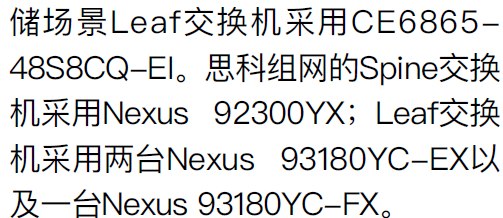 储场景Leaf交换机采用CE6865-
48S8CQ-EI。思科组网的Spine交换
机采用Nexus 92300YX；Leaf交换
机采用两台Nexus 93180YC-EX以
及一台Nexus 93180YC-FX。